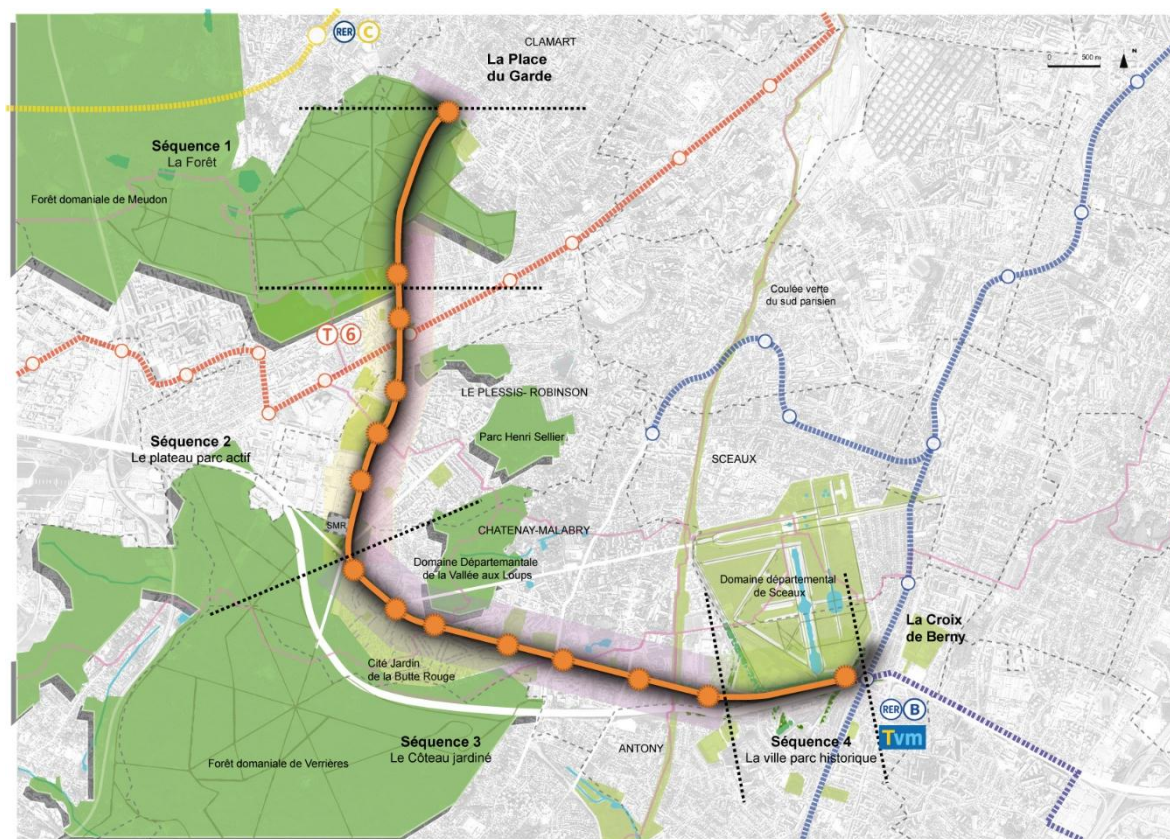 RER C
CLAMART
La Place
du Garde
0 500 m
N
Séquence 1
La Forêt
Forêt domaniale de Meudon
Coulée verte
du sud parisien
T 6
LE PLESSIS- ROBINSON
Parc Henri Sellier
Séquence 2
Le plateau parc actif
SCEAUX
SMR
CHATENAY-MALABRY
Domaine Départemantale
de la Vallée aux Loups
Domaine départemental
de Sceaux
La Croix
de Berny
Cité Jardin
de la Butte Rouge
RER B
Tvm
Séquence 3
Le Côteau jardiné
ANTONY
Séquence 4
La ville parc historique
Forêt domaniale de Verrières